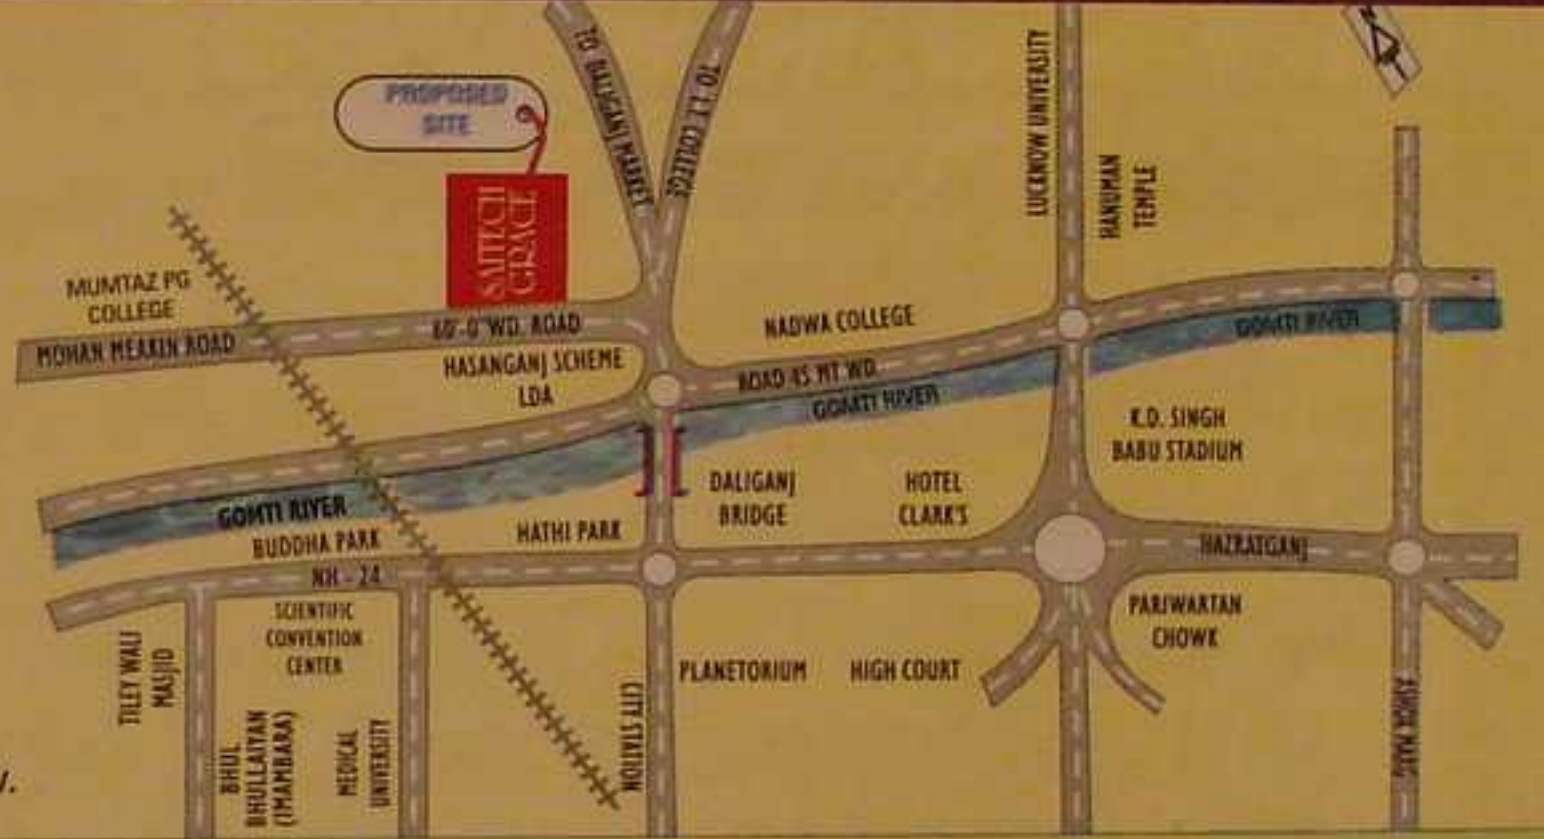 N
TO DALIGANJ MARKET
TO I.T. COLLEGE
PROPOSED
SITE
SAITECH
GRACE
LUCKNOW UNIVERSITY
HANUMAN
TEMPLE
MUMTAZ PG
COLLEGE
MOHAN MEAKIN ROAD
60'-0"WD. ROAD
HASANGANJ SCHEME
LDA
NADWA COLLEGE
ROAD 45 MT WD.
GOMTI RIVER
GOMTI RIVER
K.D. SINGH
BABU STADIUM
GOMTI RIVER
BUDDHA PARK
HATHI PARK
DALIGANJ
BRIDGE
HOTEL
CLARK'S
NH - 24
HAZRATGANJ
SCIENTIFIC
CONVENTION
CENTER
PARIWARTAN
CHOWK
TILEY WALI
MASJID
BHUL
BHULLAIYAN
(IMAMBARA)
MEDICAL
UNIVERSITY
CITY STATION
PLANETORIUM
HIGH COURT
ASHOK MARG